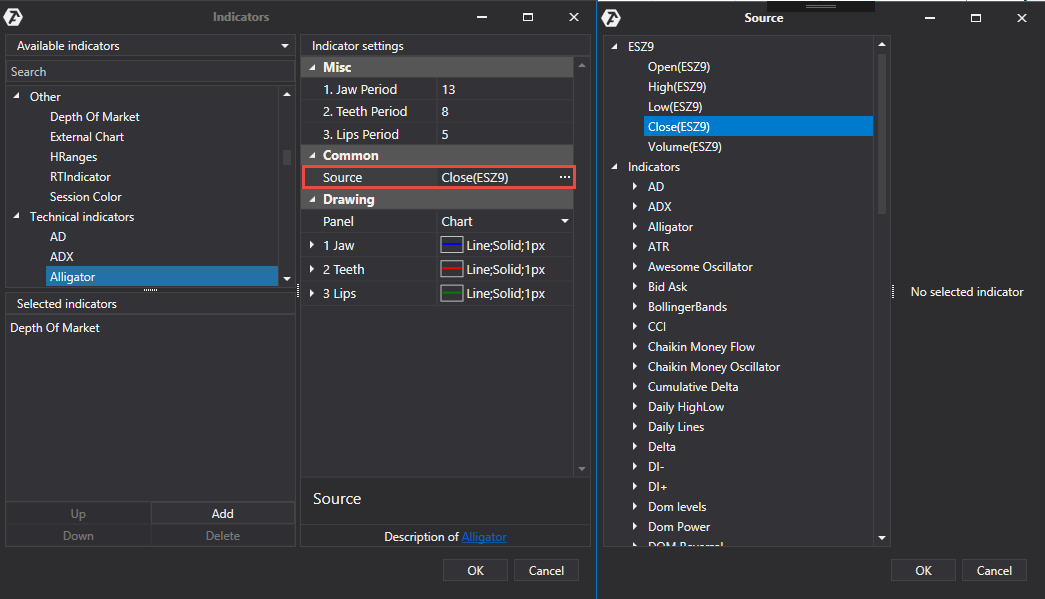 Indicators
Available indicators
Search
Other
Depth Of Market
External Chart
HRanges
RTIndicator
Session Color
Technical indicators
AD
ADX
Alligator
Selected indicators
Depth Of Market
Up
Add
Down
Delete
Indicator settings
Misc
1. Jaw Period 13
2. Teeth Period 8
3. Lips Period 5
Common
Source Close(ESZ9) ...
Drawing
Panel Chart
1 Jaw Line;Solid;1px
2 Teeth Line;Solid;1px
3 Lips Line;Solid;1px
Source
Description of Alligator
OK
Cancel
Source
ESZ9
Open(ESZ9)
High(ESZ9)
Low(ESZ9)
Close(ESZ9)
Volume(ESZ9)
Indicators
AD
ADX
Alligator
ATR
Awesome Oscillator
Bid Ask
BollingerBands
CCI
Chaikin Money Flow
Chaikin Money Oscillator
Cumulative Delta
Daily HighLow
Daily Lines
Delta
DI-
DI+
Dom levels
Dom Power
DOM Reversal
No selected indicator
OK
Cancel